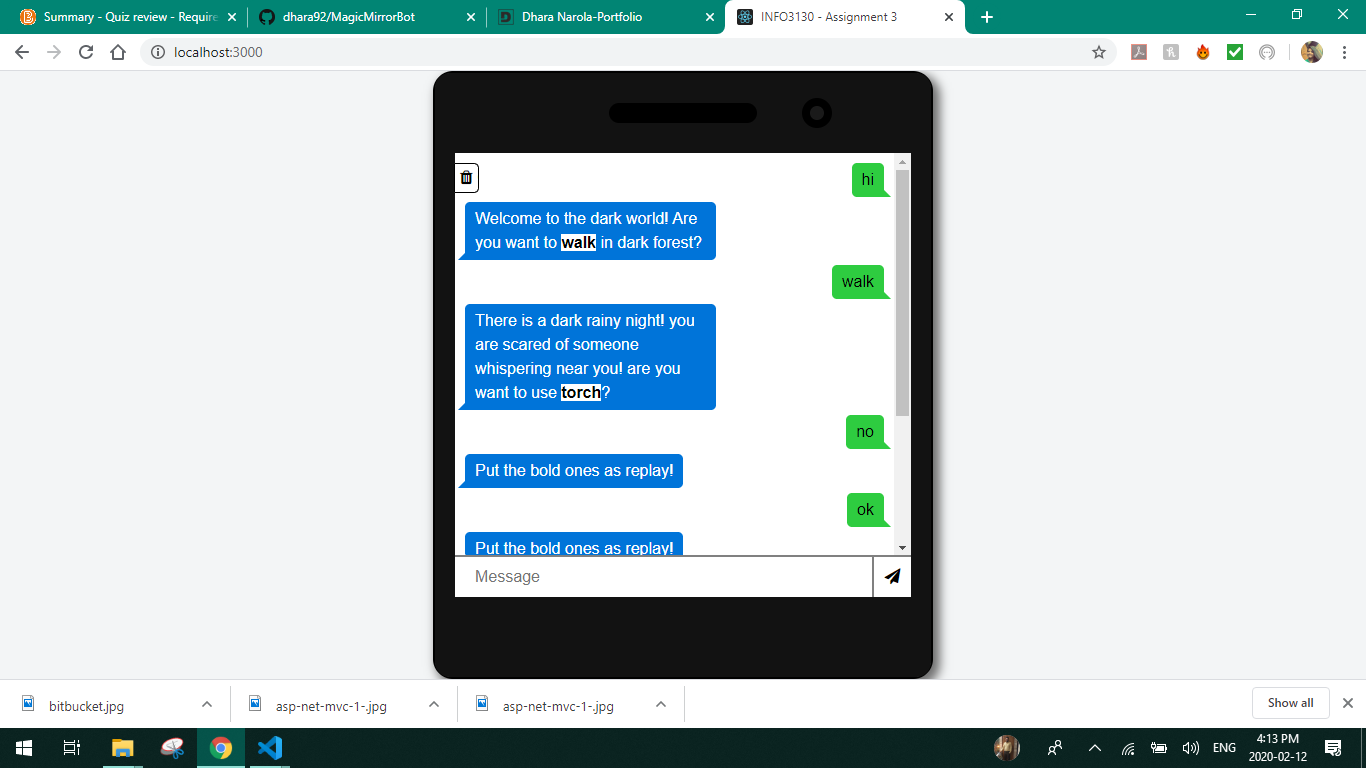 Summary - Quiz review - Require
dhara92/MagicMirrorBot
Dhara Narola-Portfolio
INFO3130 - Assignment 3
localhost:3000
hi
Welcome to the dark world! Are
you want to walk in dark forest?
walk
There is a dark rainy night! you
are scared of someone
whispering near you! are you
want to use torch?
no
Put the bold ones as replay!
ok
Put the bold ones as replay!
Message
bitbucket.jpg
asp-net-mvc-1-.jpg
asp-net-mvc-1-.jpg
Show all
ENG
4:13 PM
2020-02-12